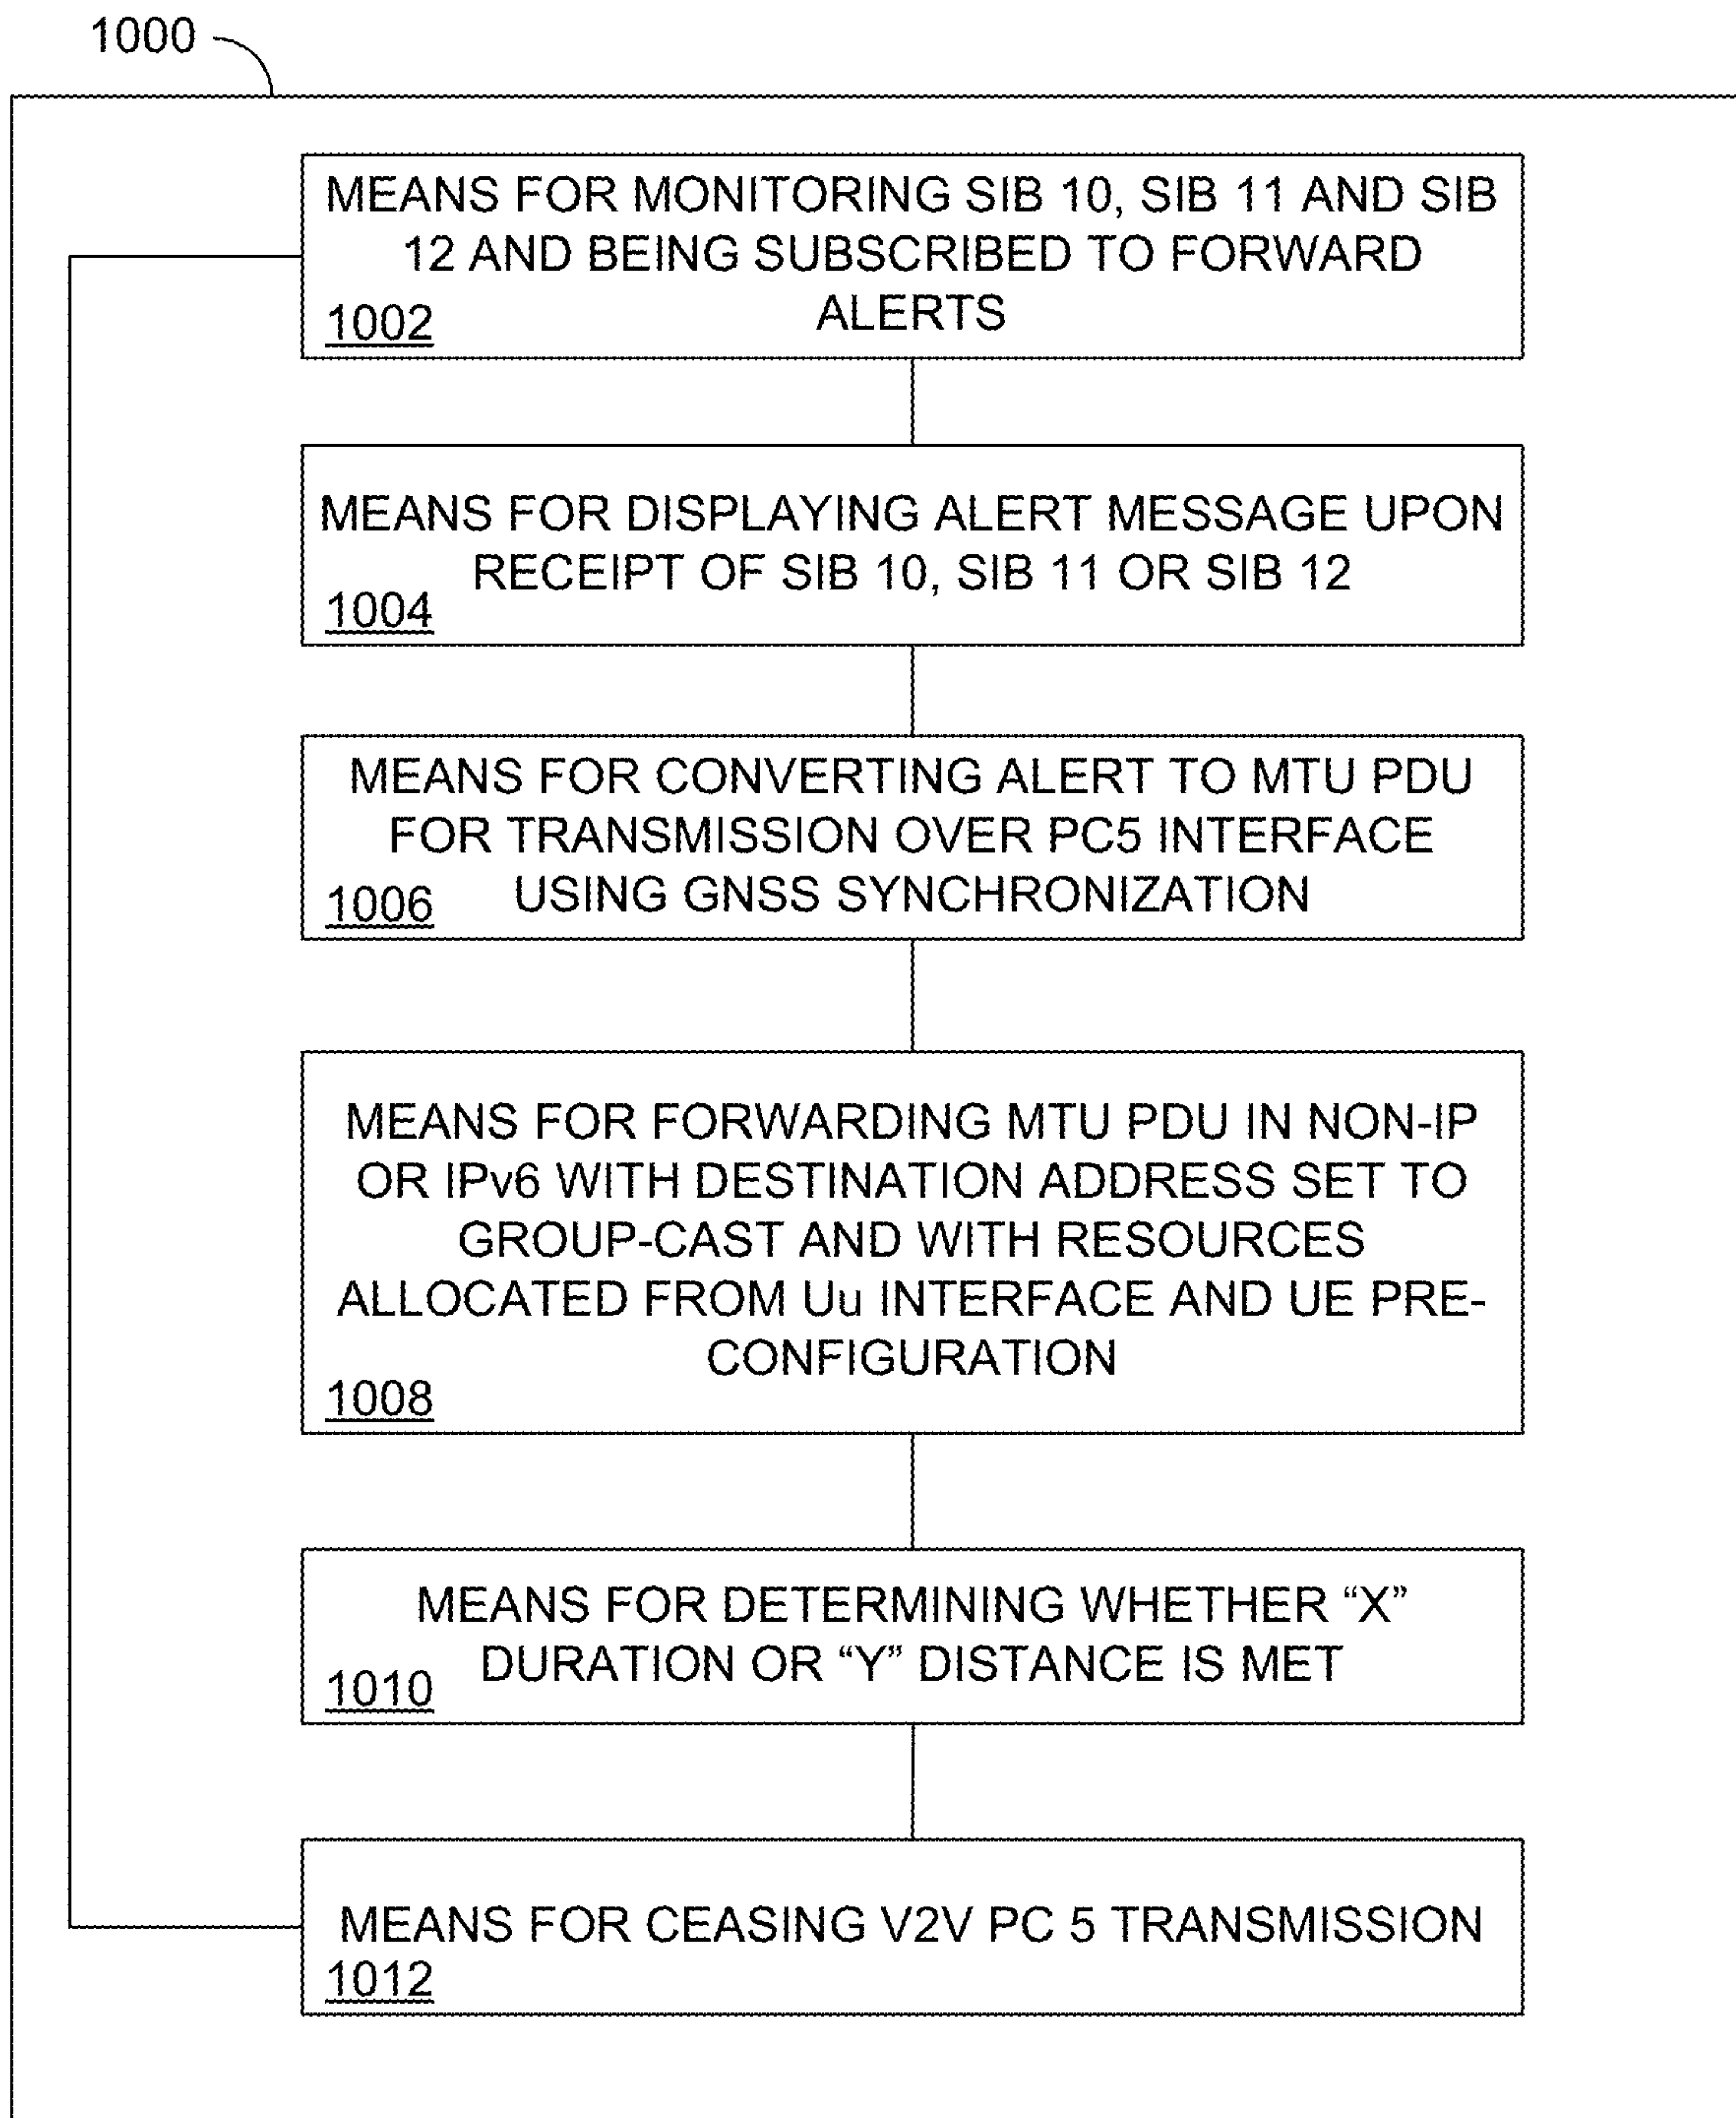 1000
MEANS FOR MONITORING SIB 10, SIB 11 AND SIB
12 AND BEING SUBSCRIBED TO FORWARD
ALERTS
1002
MEANS FOR DISPLAYING ALERT MESSAGE UPON
RECEIPT OF SIB 10, SIB 11 OR SIB 12
1004
MEANS FOR CONVERTING ALERT TO MTU PDU
FOR TRANSMISSION OVER PC5 INTERFACE
USING GNSS SYNCHRONIZATION
1006
MEANS FOR FORWARDING MTU PDU IN NON-IP
OR IPv6 WITH DESTINATION ADDRESS SET TO
GROUP-CAST AND WITH RESOURCES
ALLOCATED FROM Uu INTERFACE AND UE PRE-
CONFIGURATION
1008
MEANS FOR DETERMINING WHETHER “X”
DURATION OR “Y” DISTANCE IS MET
1010
MEANS FOR CEASING V2V PC 5 TRANSMISSION
1012